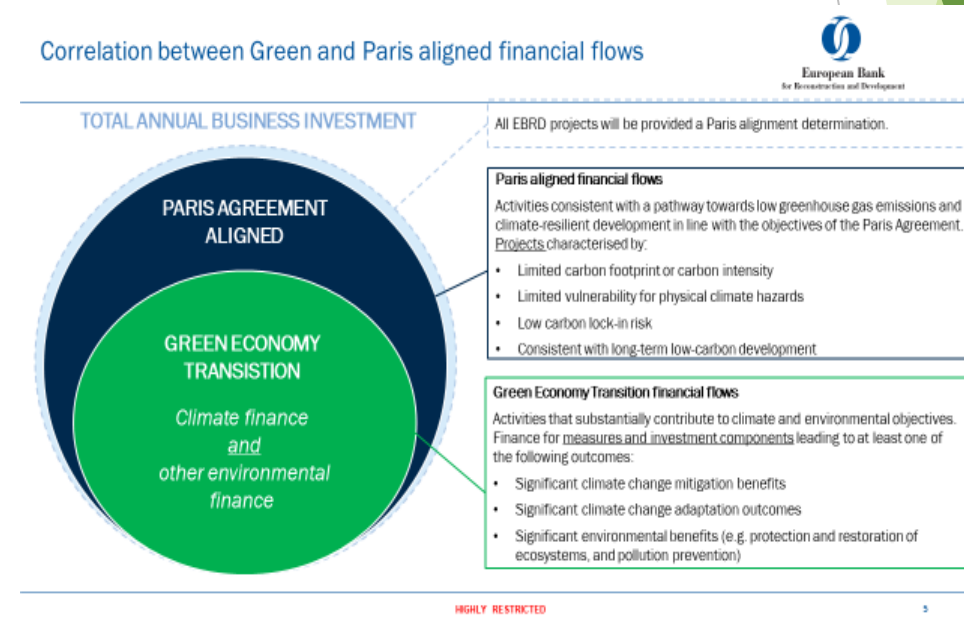 Correlation between Green and Paris aligned financial flows
European Bank
for Reconstruction and Development
TOTAL ANNUAL BUSINESS INVESTMENT
All EBRD projects will be provided a Paris alignment determination.
PARIS AGREEMENT
ALIGNED
Paris aligned financial flows
Activities consistent with a pathway towards low greenhouse gas emissions and
climate-resilient development in line with the objectives of the Paris Agreement.
Projects characterised by:
• Limited carbon footprint or carbon intensity
• Limited vulnerability for physical climate hazards
• Low carbon lock-in risk
• Consistent with long-term low-carbon development
GREEN ECONOMY
TRANSISTION
Climate finance
and
other environmental
finance
Green Economy Transition financial flows
Activities that substantially contribute to climate and environmental objectives.
Finance for measures and investment components leading to at least one of
the following outcomes:
• Significant climate change mitigation benefits
• Significant climate change adaptation outcomes
• Significant environmental benefits (e.g. protection and restoration of
ecosystems, and pollution prevention)
HIGHLY RESTRICTED
5